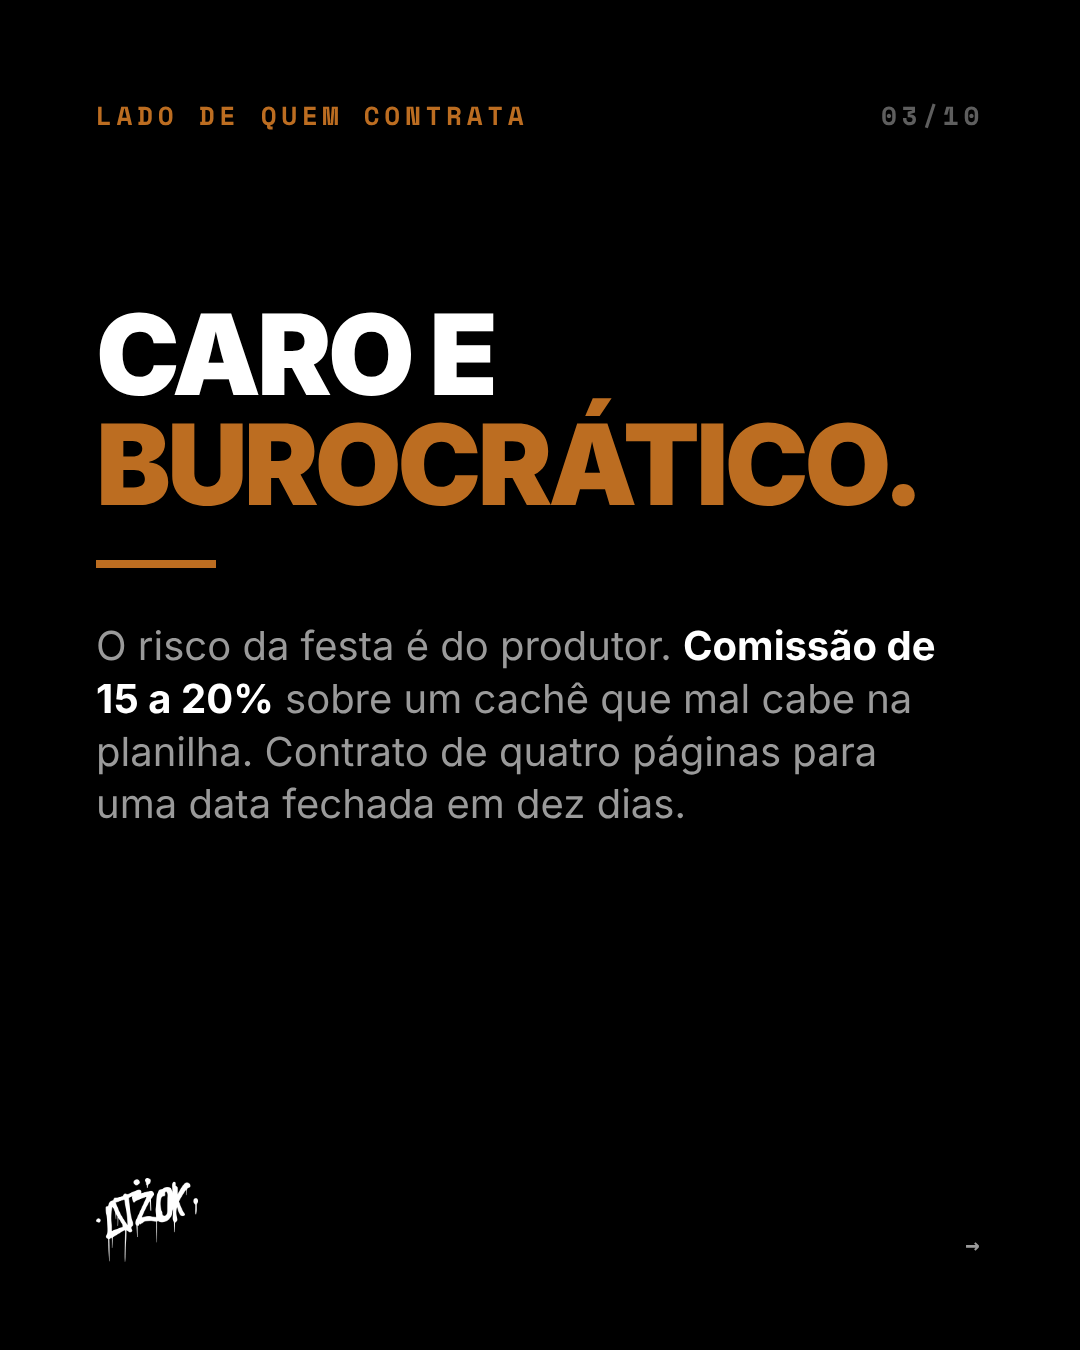 LADO DE QUEM CONTRATA
03/10
CARO E
BUROCRÁTICO.
O risco da festa é do produtor. Comissão de
15 a 20% sobre um cachê que mal cabe na
planilha. Contrato de quatro páginas para
uma data fechada em dez dias.
→